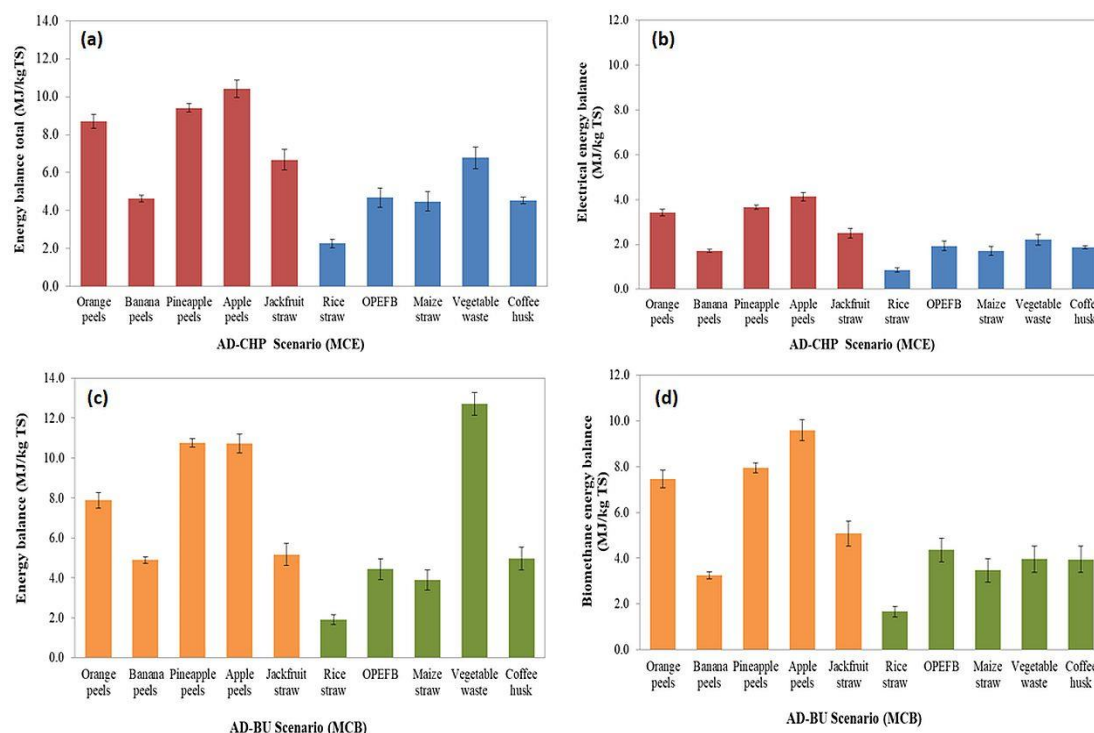 (a)
Energy balance total (MJ/kgTS)
14.0
12.0
10.0
8.0
6.0
4.0
2.0
0.0
Orange peels
Banana peels
Pineapple peels
Apple peels
Jackfruit straw
Rice straw
OPEFB
Maize straw
Vegetable waste
Coffee husk
AD-CHP Scenario (MCE)
(b)
Electrical energy balance
(MJ/kg TS)
12.0
10.0
8.0
6.0
4.0
2.0
0.0
Orange peels
Banana peels
Pineapple peels
Apple peels
Jackfruit straw
Rice straw
OPEFB
Maize straw
Vegetable waste
Coffee husk
AD-CHP Scenario (MCE)
(c)
Energy balance (MJ/kg TS)
14.0
12.0
10.0
8.0
6.0
4.0
2.0
0.0
Orange peels
Banana peels
Pineapple peels
Apple peels
Jackfruit straw
Rice straw
OPEFB
Maize straw
Vegetable waste
Coffee husk
AD-BU Scenario (MCB)
(d)
Biomethane energy balance
(MJ/kg TS)
12.0
10.0
8.0
6.0
4.0
2.0
0.0
Orange peels
Banana peels
Pineapple peels
Apple peels
Jackfruit straw
Rice straw
OPEFB
Maize straw
Vegetable waste
Coffee husk
AD-BU Scenario (MCB)